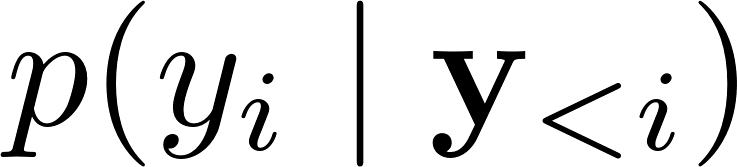 p(y_i | 𝐲_{<i})